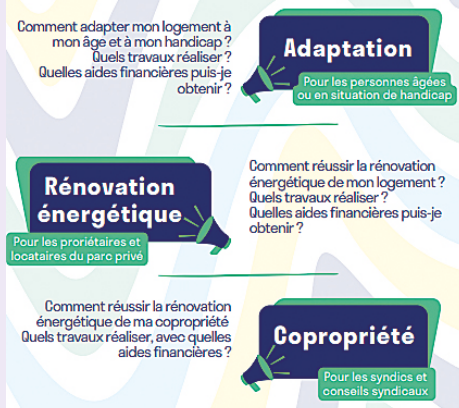 Comment adapter mon logement à
mon âge et à mon handicap ?
Quels travaux réaliser ?
Quelles aides financières puis-je
obtenir ?
Adaptation
Pour les personnes âgées
ou en situation de handicap
Rénovation
énergétique
Pour les proriétaires et
locataires du parc privé
Comment réussir la rénovation
énergétique de mon logement ?
Quels travaux réaliser ?
Quelles aides financières puis-je
obtenir ?
Comment réussir la rénovation
énergétique de ma copropriété
Quels travaux réaliser, avec quelles
aides financières ?
Copropriété
Pour les syndics et
conseils syndicaux